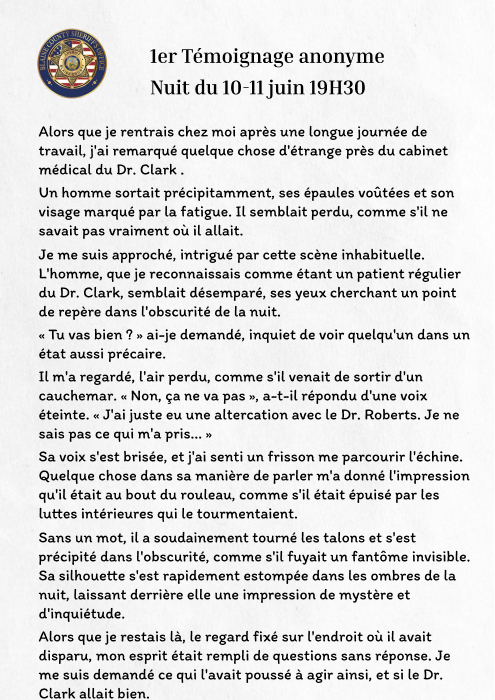 1er Témoignage anonyme
Nuit du 10-11 juin 19H30
Alors que je rentrais chez moi après une longue journée de
travail, j'ai remarqué quelque chose d'étrange près du cabinet
médical du Dr. Clark .
Un homme sortait précipitamment, ses épaules voûtées et son
visage marqué par la fatigue. Il semblait perdu, comme s'il ne
savait pas vraiment où il allait.
Je me suis approché, intrigué par cette scène inhabituelle.
L'homme, que je reconnaissais comme étant un patient régulier
du Dr. Clark, semblait désemparé, ses yeux cherchant un point
de repère dans l'obscurité de la nuit.
« Tu vas bien ? » ai-je demandé, inquiet de voir quelqu'un dans un
état aussi précaire.
Il m'a regardé, l'air perdu, comme s'il venait de sortir d'un
cauchemar. « Non, ça ne va pas », a-t-il répondu d'une voix
éteinte. « J'ai juste eu une altercation avec le Dr. Roberts. Je ne
sais pas ce qui m'a pris... »
Sa voix s'est brisée, et j'ai senti un frisson me parcourir l'échine.
Quelque chose dans sa manière de parler m'a donné l'impression
qu'il était au bout du rouleau, comme s'il était épuisé par les
luttes intérieures qui le tourmentaient.
Sans un mot, il a soudainement tourné les talons et s'est
précipité dans l'obscurité, comme s'il fuyait un fantôme invisible.
Sa silhouette s'est rapidement estompée dans les ombres de la
nuit, laissant derrière elle une impression de mystère et
d'inquiétude.
Alors que je restais là, le regard fixé sur l'endroit où il avait
disparu, mon esprit était rempli de questions sans réponse. Je
me suis demandé ce qui l'avait poussé à agir ainsi, et si le Dr.
Clark allait bien.